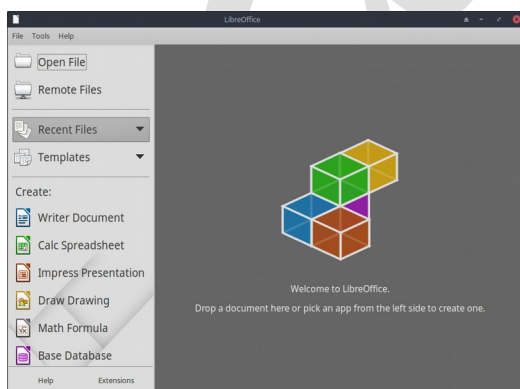 LibreOffice
File Tools Help
Open File
Remote Files
Recent Files
Templates
Create:
Writer Document
Calc Spreadsheet
Impress Presentation
Draw Drawing
Math Formula
Base Database
Help Extensions
Welcome to LibreOffice.
Drop a document here or pick an app from the left side to create one.